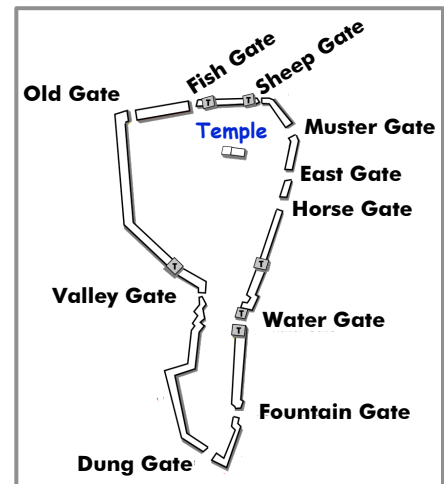 Fish Gate
Sheep Gate
Old Gate
T
T
Temple
Muster Gate
East Gate
Horse Gate
T
T
Valley Gate
T
Water Gate
T
Fountain Gate
Dung Gate